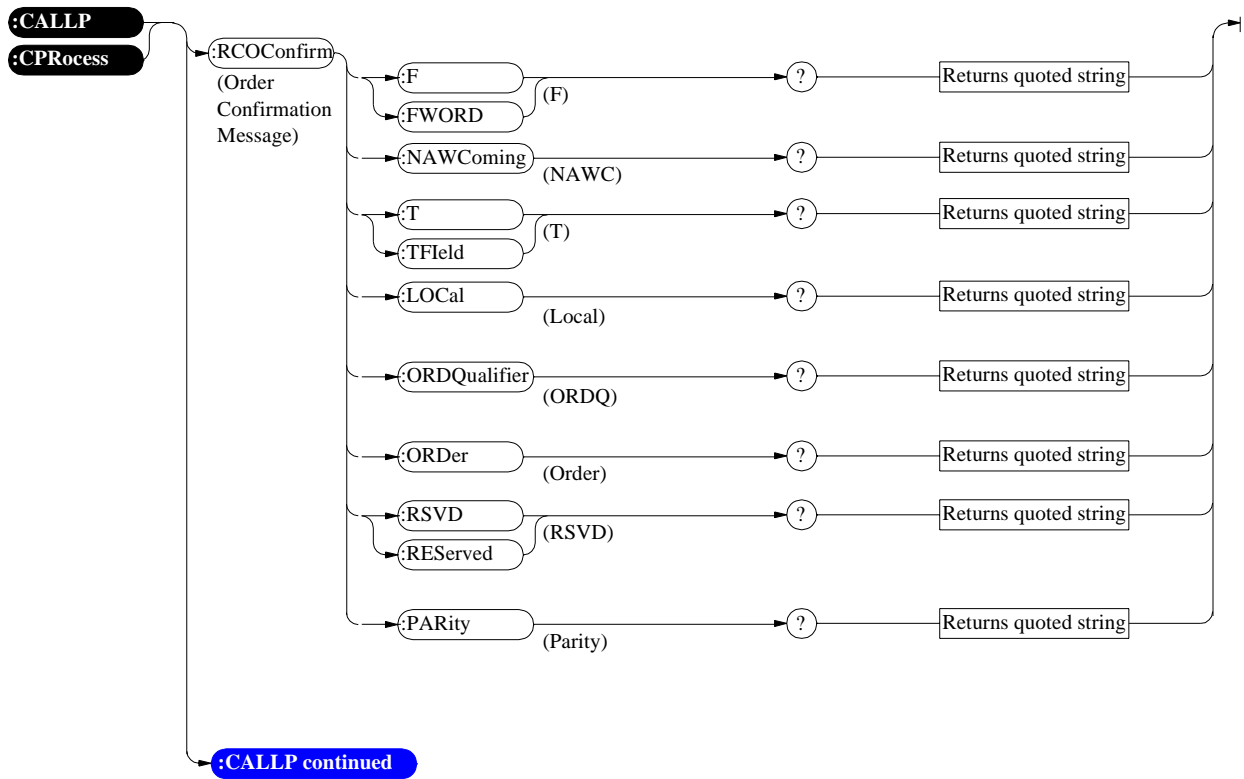 :CALLP
:CPRocess
:RCOConfirm
(Order
Confirmation
Message)
:F
:FWORD
(F)
?
Returns quoted string
:NAWComing
(NAWC)
?
Returns quoted string
:T
:TFIeld
(T)
?
Returns quoted string
:LOCal
(Local)
?
Returns quoted string
:ORDQualifier
(ORDQ)
?
Returns quoted string
:ORDer
(Order)
?
Returns quoted string
:RSVD
:REServed
(RSVD)
?
Returns quoted string
:PARity
(Parity)
?
Returns quoted string
:CALLP continued